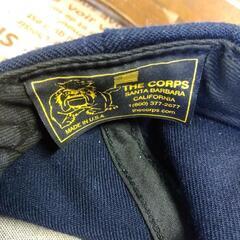 THE CORPS
SANTA BARBARA
CALIFORNIA
1(800) 377-2677
thecorps.com
MADE IN U.S.A.